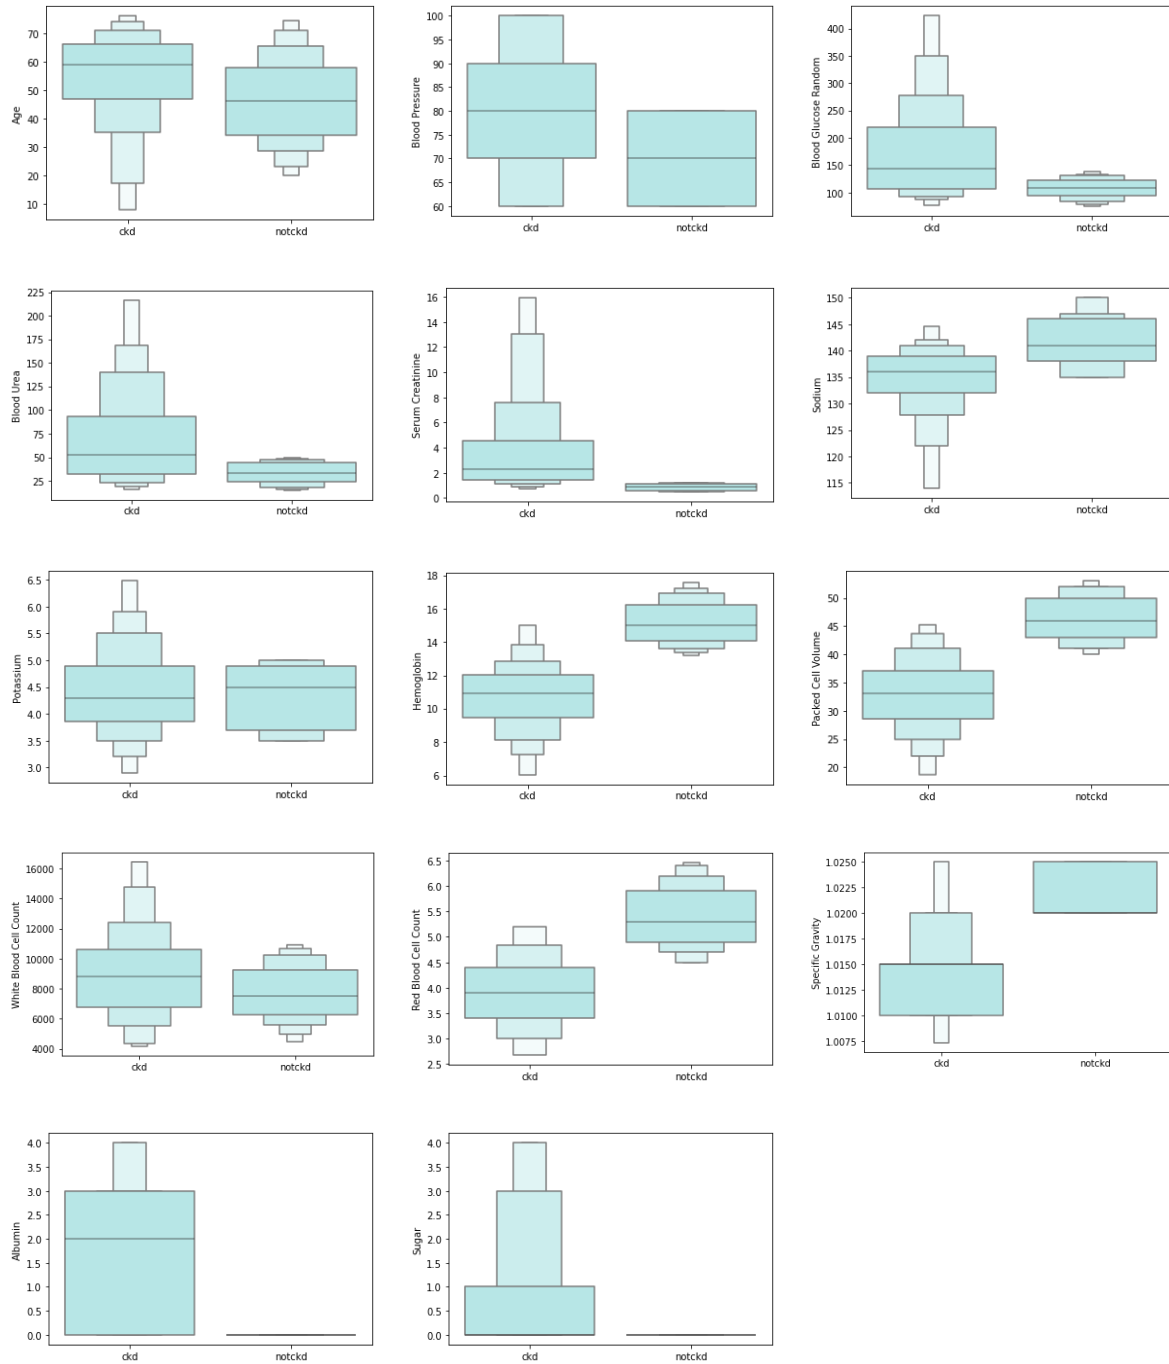 Age
70
60
50
40
30
20
10
ckd
notckd
Blood Pressure
100
95
90
85
80
75
70
65
60
ckd
notckd
Blood Glucose Random
400
350
300
250
200
150
100
ckd
notckd
Blood Urea
225
200
175
150
125
100
75
50
25
ckd
notckd
Serum Creatinine
16
14
12
10
8
6
4
2
0
ckd
notckd
Sodium
150
145
140
135
130
125
120
115
ckd
notckd
Potassium
6.5
6.0
5.5
5.0
4.5
4.0
3.5
3.0
ckd
notckd
Hemoglobin
18
16
14
12
10
8
6
ckd
notckd
Packed Cell Volume
50
45
40
35
30
25
20
ckd
notckd
White Blood Cell Count
16000
14000
12000
10000
8000
6000
4000
ckd
notckd
Red Blood Cell Count
6.5
6.0
5.5
5.0
4.5
4.0
3.5
3.0
2.5
ckd
notckd
Specific Gravity
1.0250
1.0225
1.0200
1.0175
1.0150
1.0125
1.0100
1.0075
ckd
notckd
Albumin
4.0
3.5
3.0
2.5
2.0
1.5
1.0
0.5
0.0
ckd
notckd
Sugar
4.0
3.5
3.0
2.5
2.0
1.5
1.0
0.5
0.0
ckd
notckd